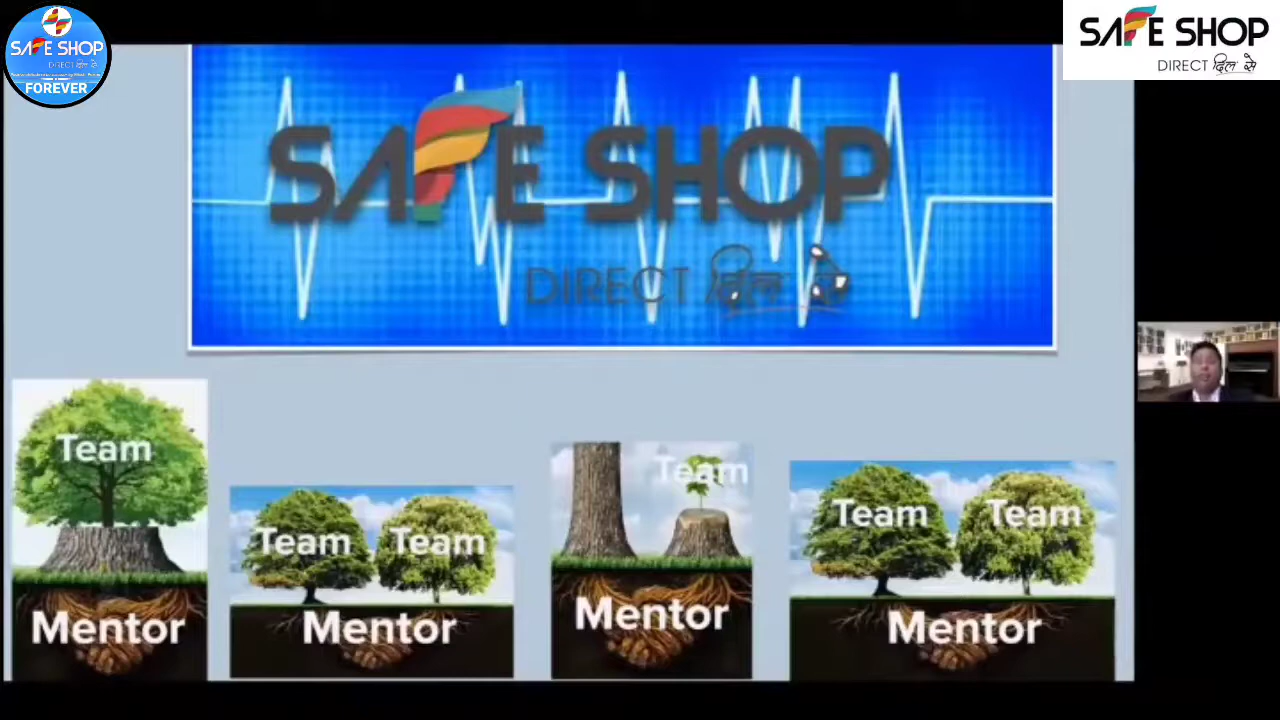 SAFE SHOP
DIRECT दिल से
FOREVER
SAFE SHOP
DIRECT दिल से
SAFE SHOP
DIRECT दिल से
Team
Mentor
Team Team
Mentor
Team
Mentor
Team Team
Mentor